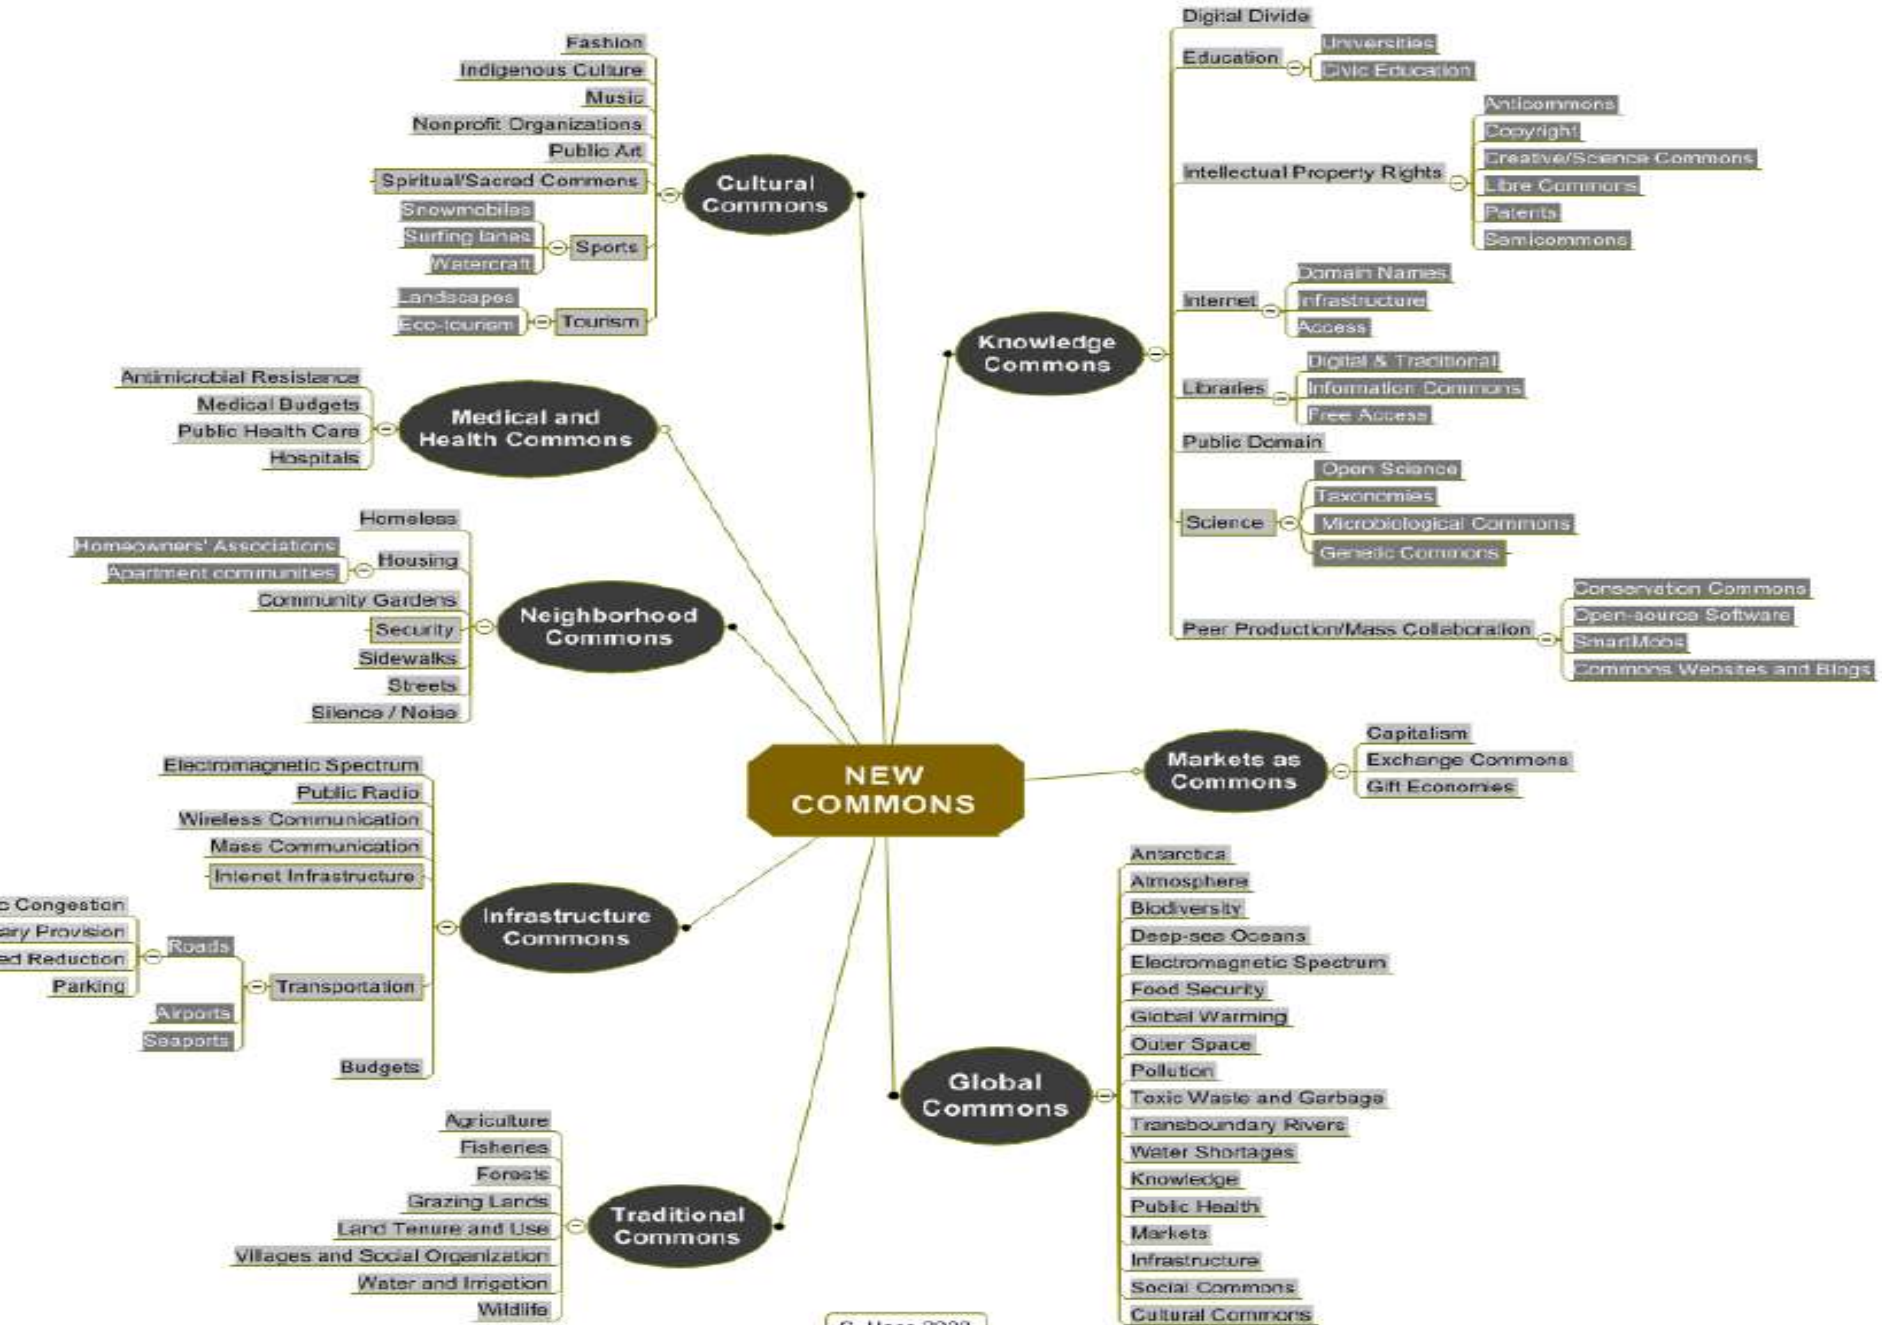 Fashion
Indigenous Culture
Music
Nonprofit Organizations
Public Art
Spiritual/Sacred Commons
Snowmobiles
Surfing lanes
Watercraft
Sports
Landscapes
Eco-tourism
Tourism
Cultural
Commons
Antimicrobial Resistance
Medical Budgets
Public Health Care
Hospitals
Medical and
Health Commons
Homeless
Homeowners' Associations
Apartment communities
Housing
Community Gardens
Security
Sidewalks
Streets
Silence / Noise
Neighborhood
Commons
Electromagnetic Spectrum
Public Radio
Wireless Communication
Mass Communication
Intenet Infrastructure
c Congestion
ary Provision
ed Reduction
Parking
Roads
Airports
Seaports
Transportation
Budgets
Infrastructure
Commons
Agriculture
Fisheries
Forests
Grazing Lands
Land Tenure and Use
Villages and Social Organization
Water and Irrigation
Wildlife
Traditional
Commons
NEW
COMMONS
Knowledge
Commons
Digital Divide
Education
Universities
Civic Education
Intellectual Property Rights
Anticommons
Copyright
Creative/Science Commons
Libre Commons
Patents
Semicommons
Internet
Domain Names
Infrastructure
Access
Libraries
Digital & Traditional
Information Commons
Free Access
Public Domain
Science
Open Science
Taxonomies
Microbiological Commons
Genetic Commons
Peer Production/Mass Collaboration
Conservation Commons
Open-source Software
SmartMobs
Commons Websites and Blogs
Markets as
Commons
Capitalism
Exchange Commons
Gift Economies
Global
Commons
Antarctica
Atmosphere
Biodiversity
Deep-sea Oceans
Electromagnetic Spectrum
Food Security
Global Warming
Outer Space
Pollution
Toxic Waste and Garbage
Transboundary Rivers
Water Shortages
Knowledge
Public Health
Markets
Infrastructure
Social Commons
Cultural Commons